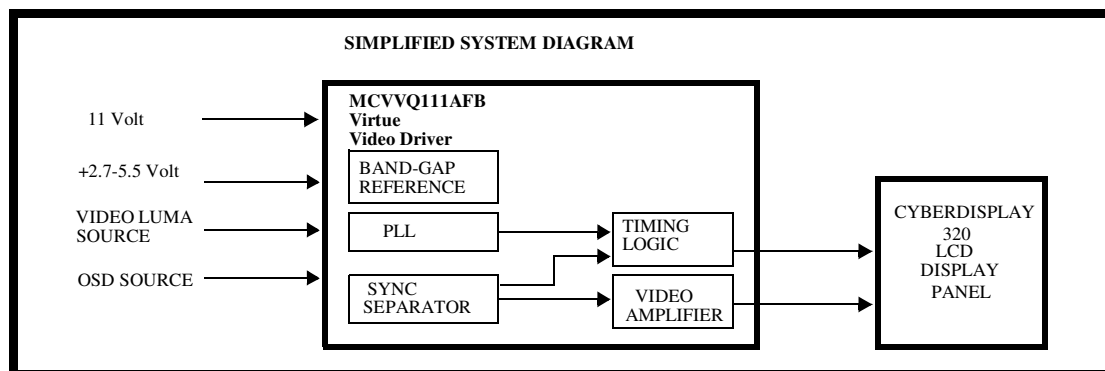 SIMPLIFIED SYSTEM DIAGRAM
MCVVQ111AFB
Virtue
Video Driver
11 Volt
+2.7-5.5 Volt
VIDEO LUMA
SOURCE
OSD SOURCE
BAND-GAP
REFERENCE
PLL
SYNC
SEPARATOR
TIMING
LOGIC
VIDEO
AMPLIFIER
CYBERDISPLAY
320
LCD
DISPLAY
PANEL